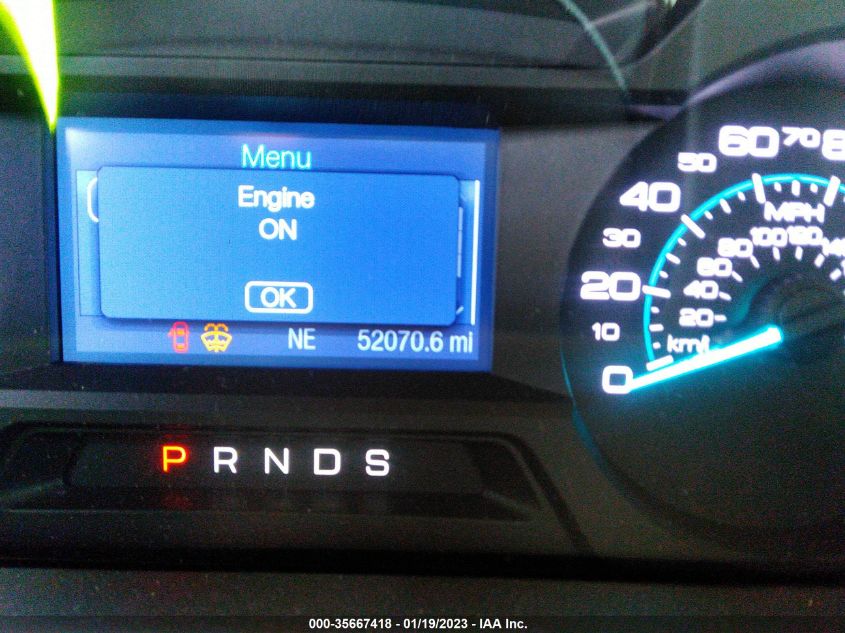 Menu
Engine
ON
OK
NE 52070.6 mi
P R N D S
0 10 20 30 40 50 60 70
MPH
20 40 60 80 100 120
000-35667418 - 01/19/2023 - IAA Inc.